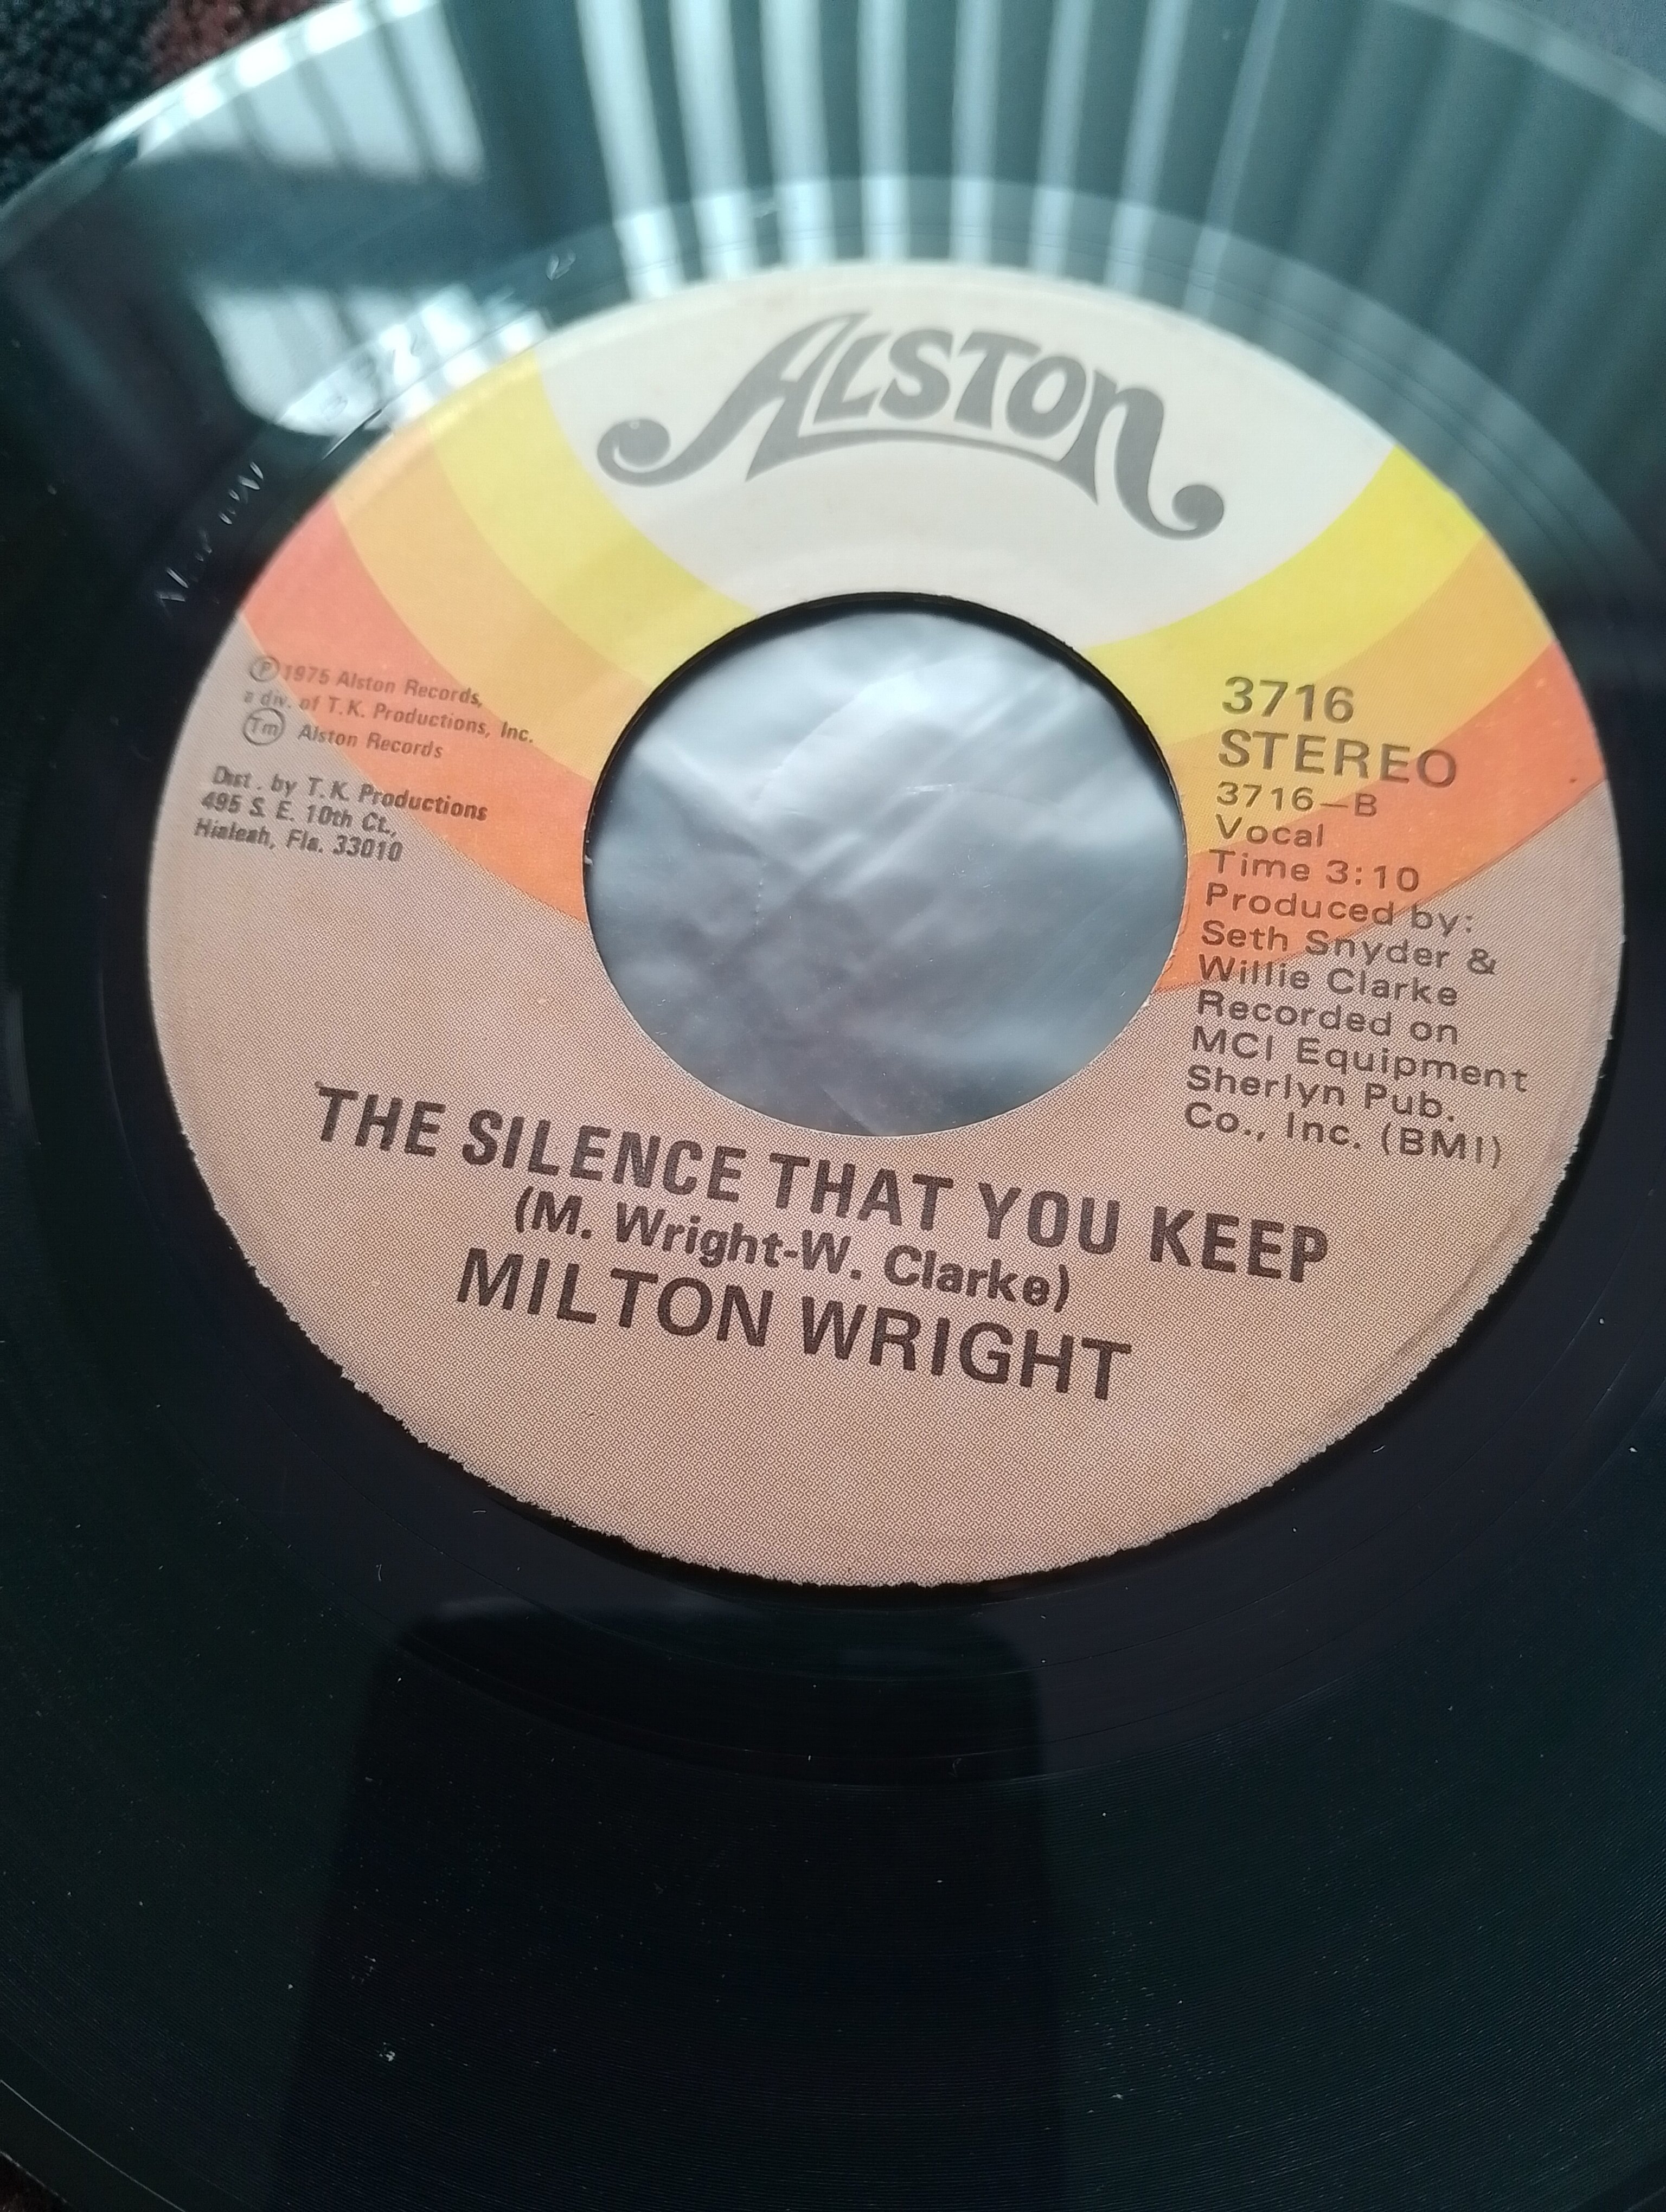 ALSTON
Ⓟ1975 Alston Records,
a div. of T.K. Productions, Inc.
Tm Alston Records
Dist. by T.K. Productions
495 S. E. 10th Ct.,
Hialeah, Fla. 33010
3716
STEREO
3716-B
Vocal
Time 3:10
Produced by:
Seth Snyder &
Willie Clarke
Recorded on
MCI Equipment
Sherlyn Pub.
Co., Inc. (BMI)
THE SILENCE THAT YOU KEEP
(M. Wright-W. Clarke)
MILTON WRIGHT